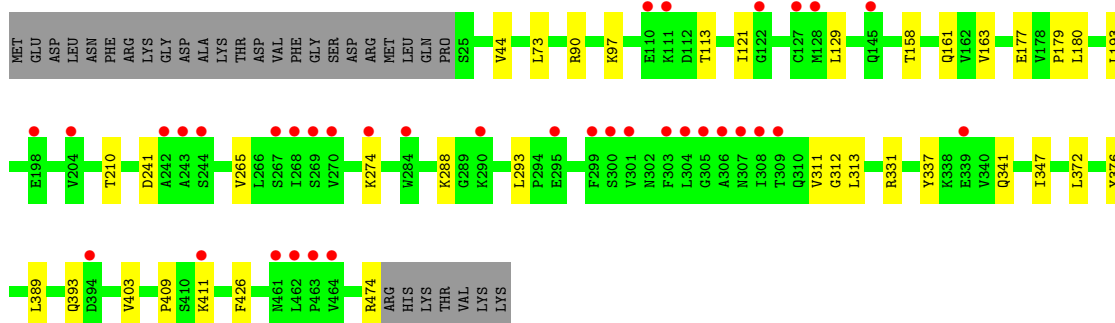 MET GLU ASP LEU ASN PHE ARG LYS GLY ASP ALA LYS THR ASP VAL PHE GLY SER ASP ARG MET LEU GLN PRO S25 V44 L73 R90 K97 E110 K111 D112 T113 I121 G122 C127 M128 L129 Q145 T158 Q161 V162 V163 E177 V178 P179 L180 L193
E198 V204 T210 D241 A242 A243 S244 V265 L266 S267 I268 S269 V270 K274 W284 K288 G289 K290 L293 P294 E295 F299 S300 V301 N302 F303 L304 G305 A306 N307 I308 T309 Q310 V311 G312 L313 R331 Y337 K338 E339 V340 Q341 I347 L372 Y376
L389 Q393 D394 V403 P409 S410 K411 F426 N461 L462 P463 V464 R474 ARG HIS LYS THR VAL LYS LYS